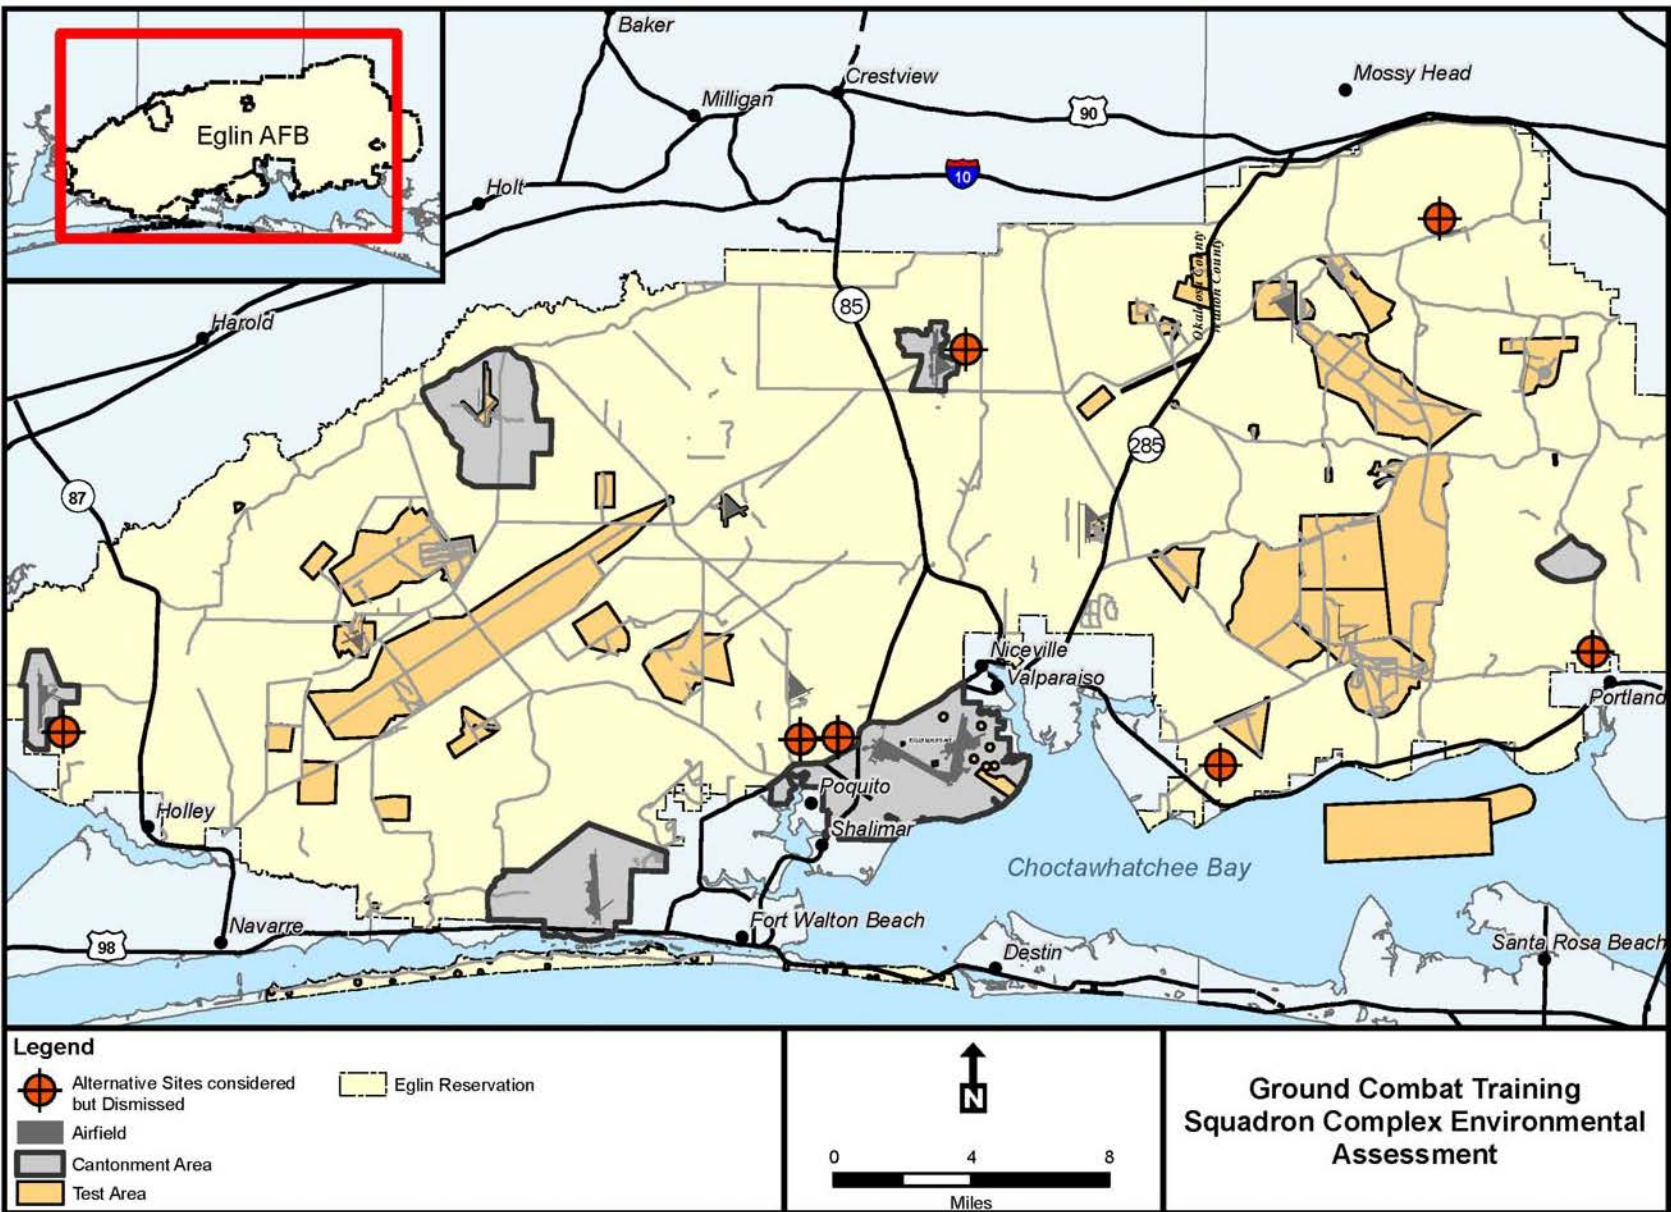 Baker
Crestview
Mossy Head
Milligan
90
Eglin AFB
10
Holt
Okaloosa County
Walton County
85
Harold
285
87
Niceville
Valparaiso
Portland
Poquito
Holley
Shalimar
Choctawhatchee Bay
Navarre
Fort Walton Beach
98
Destin
Santa Rosa Beach
Legend
Alternative Sites considered
but Dismissed
Airfield
Cantonment Area
Test Area
Eglin Reservation
N
0 4 8
Miles
Ground Combat Training
Squadron Complex Environmental
Assessment